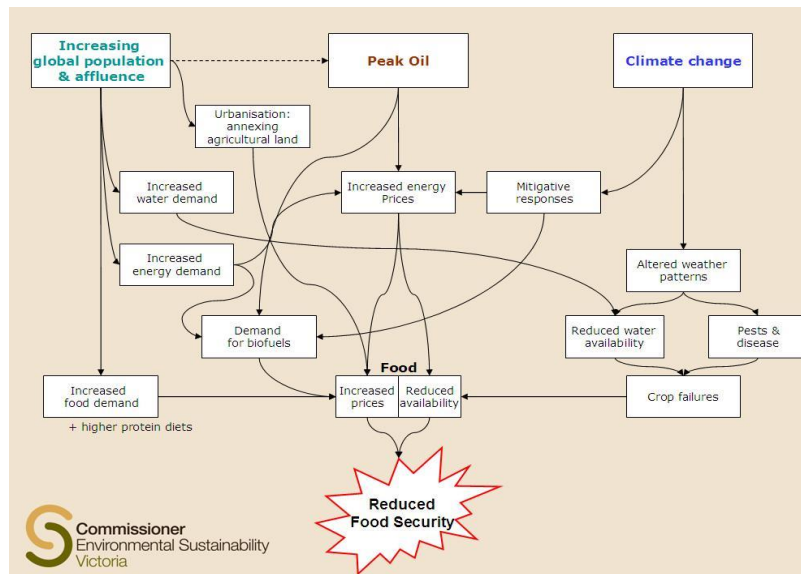 Increasing
global population
& affluence
Peak Oil
Climate change
Urbanisation:
annexing
agricultural land
Increased
water demand
Increased energy
Prices
Mitigative
responses
Increased
energy demand
Altered weather
patterns
Demand
for biofuels
Reduced water
availability
Pests &
disease
Food
Increased
food demand
Increased
prices
Reduced
availability
Crop failures
+ higher protein diets
Reduced
Food Security
Commissioner
Environmental Sustainability
Victoria